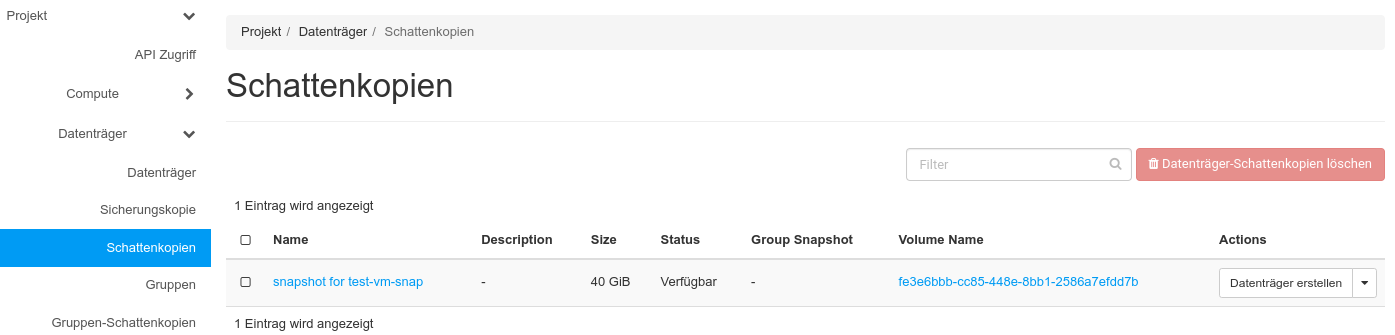 Projekt
API Zugriff
Compute
Datenträger
Datenträger
Sicherungskopie
Schattenkopien
Gruppen
Gruppen-Schattenkopien
Projekt / Datenträger / Schattenkopien
Schattenkopien
Filter
Datenträger-Schattenkopien löschen
1 Eintrag wird angezeigt
Name Description Size Status Group Snapshot Volume Name Actions
snapshot for test-vm-snap - 40 GiB Verfügbar - fe3e6bbb-cc85-448e-8bb1-2586a7efdd7b Datenträger erstellen
1 Eintrag wird angezeigt